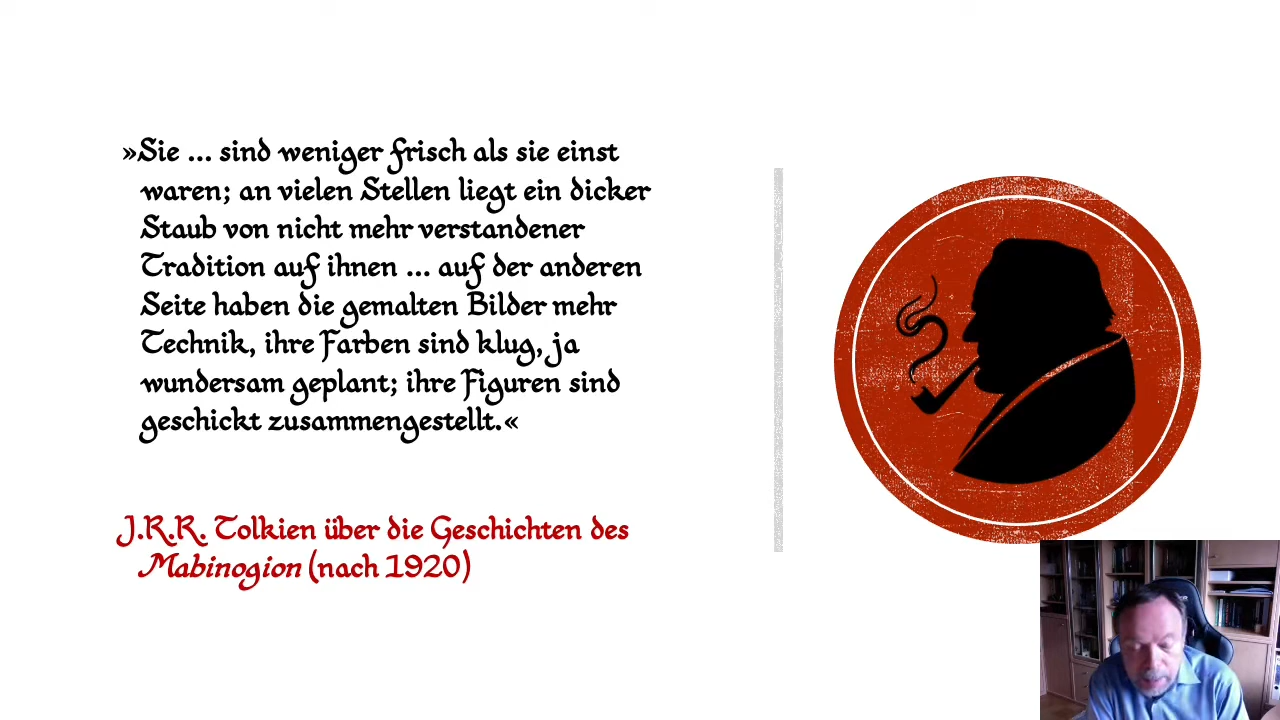 »Sie ... sind weniger frisch als sie einst
waren; an vielen Stellen liegt ein dicker
Staub von nicht mehr verstandener
Tradition auf ihnen ... auf der anderen
Seite haben die gemalten Bilder mehr
Technik, ihre Farben sind klug, ja
wundersam geplant; ihre Figuren sind
geschickt zusammengestellt.«
J.R.R. Tolkien über die Geschichten des
Mabinogion (nach 1920)